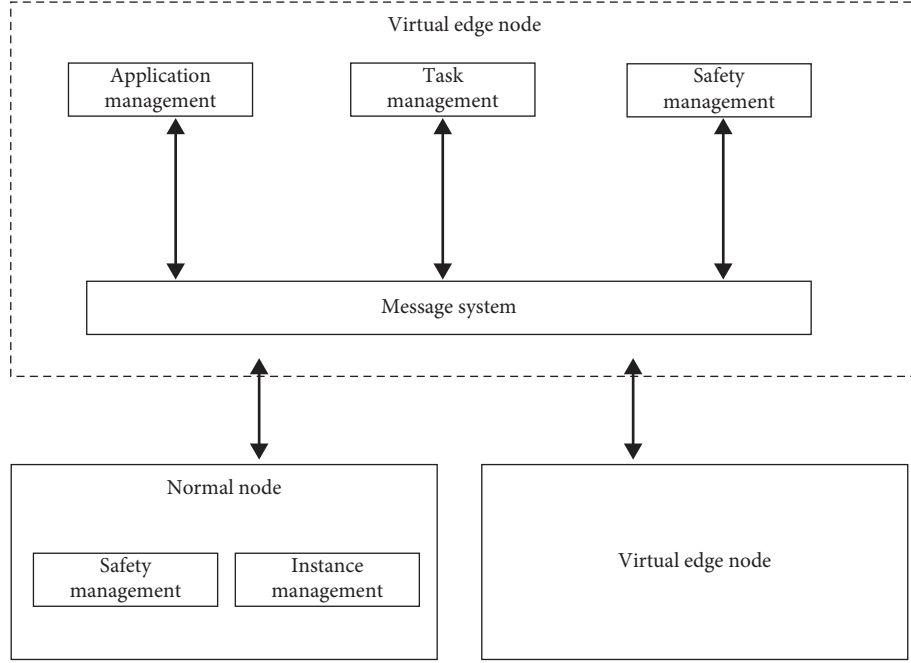 Virtual edge node
Application
management
Task
management
Safety
management
Message system
Normal node
Safety
management
Instance
management
Virtual edge node